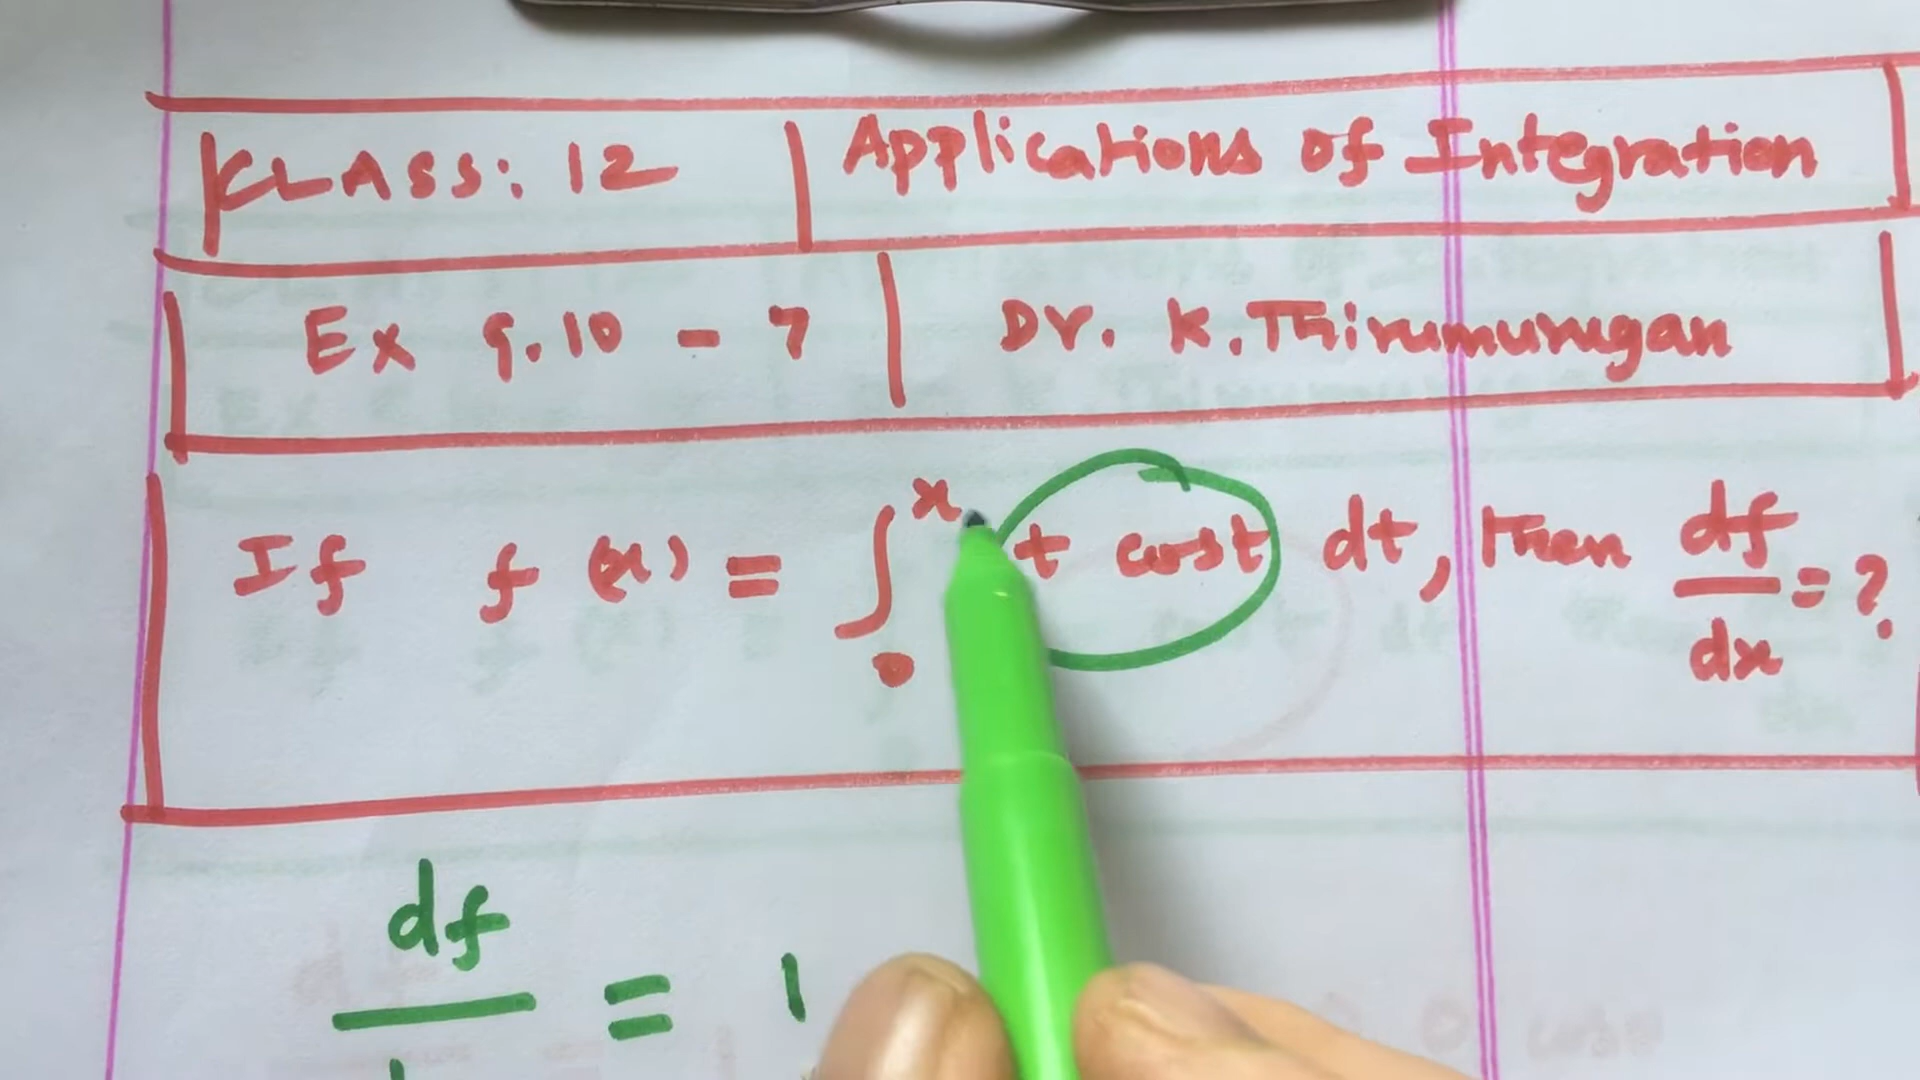 CLASS: 12 Applications of Integration
Ex 9.10 - 7 Dr. K. Thirumurugan
If f(x) = ∫₀ˣ t cost dt, then df/dx = ?
df
= 1